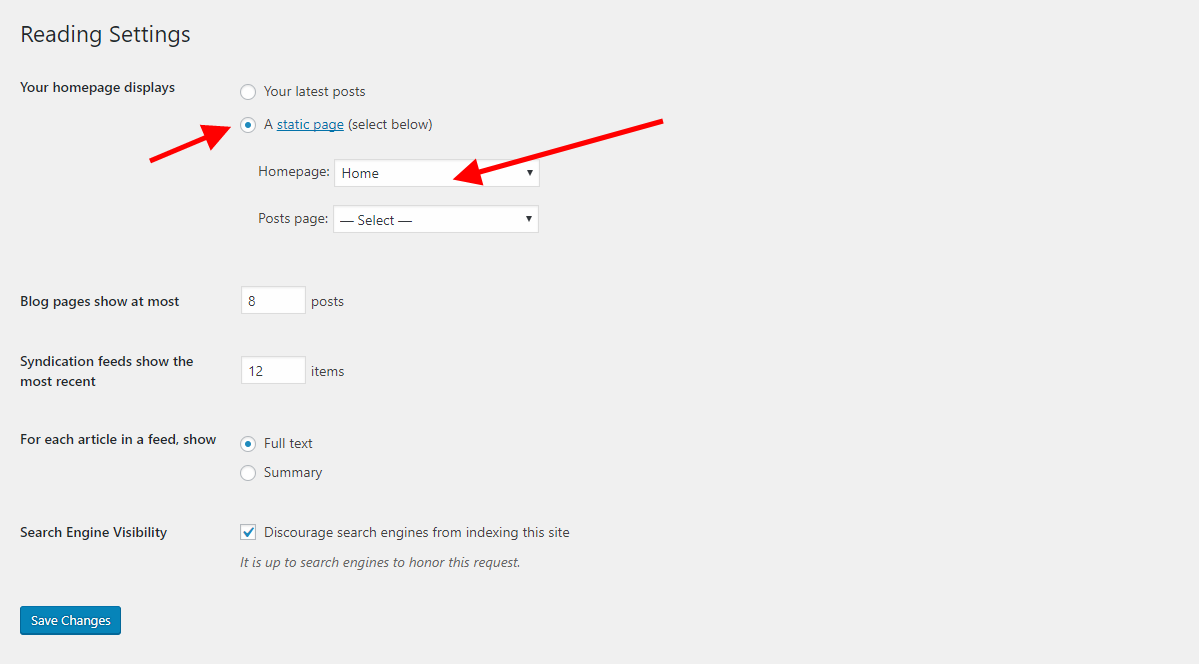 Reading Settings
Your homepage displays
Your latest posts
A static page (select below)
Homepage: Home
Posts page: — Select —
Blog pages show at most 8 posts
Syndication feeds show the
most recent
12 items
For each article in a feed, show
Full text
Summary
Search Engine Visibility
Discourage search engines from indexing this site
It is up to search engines to honor this request.
Save Changes